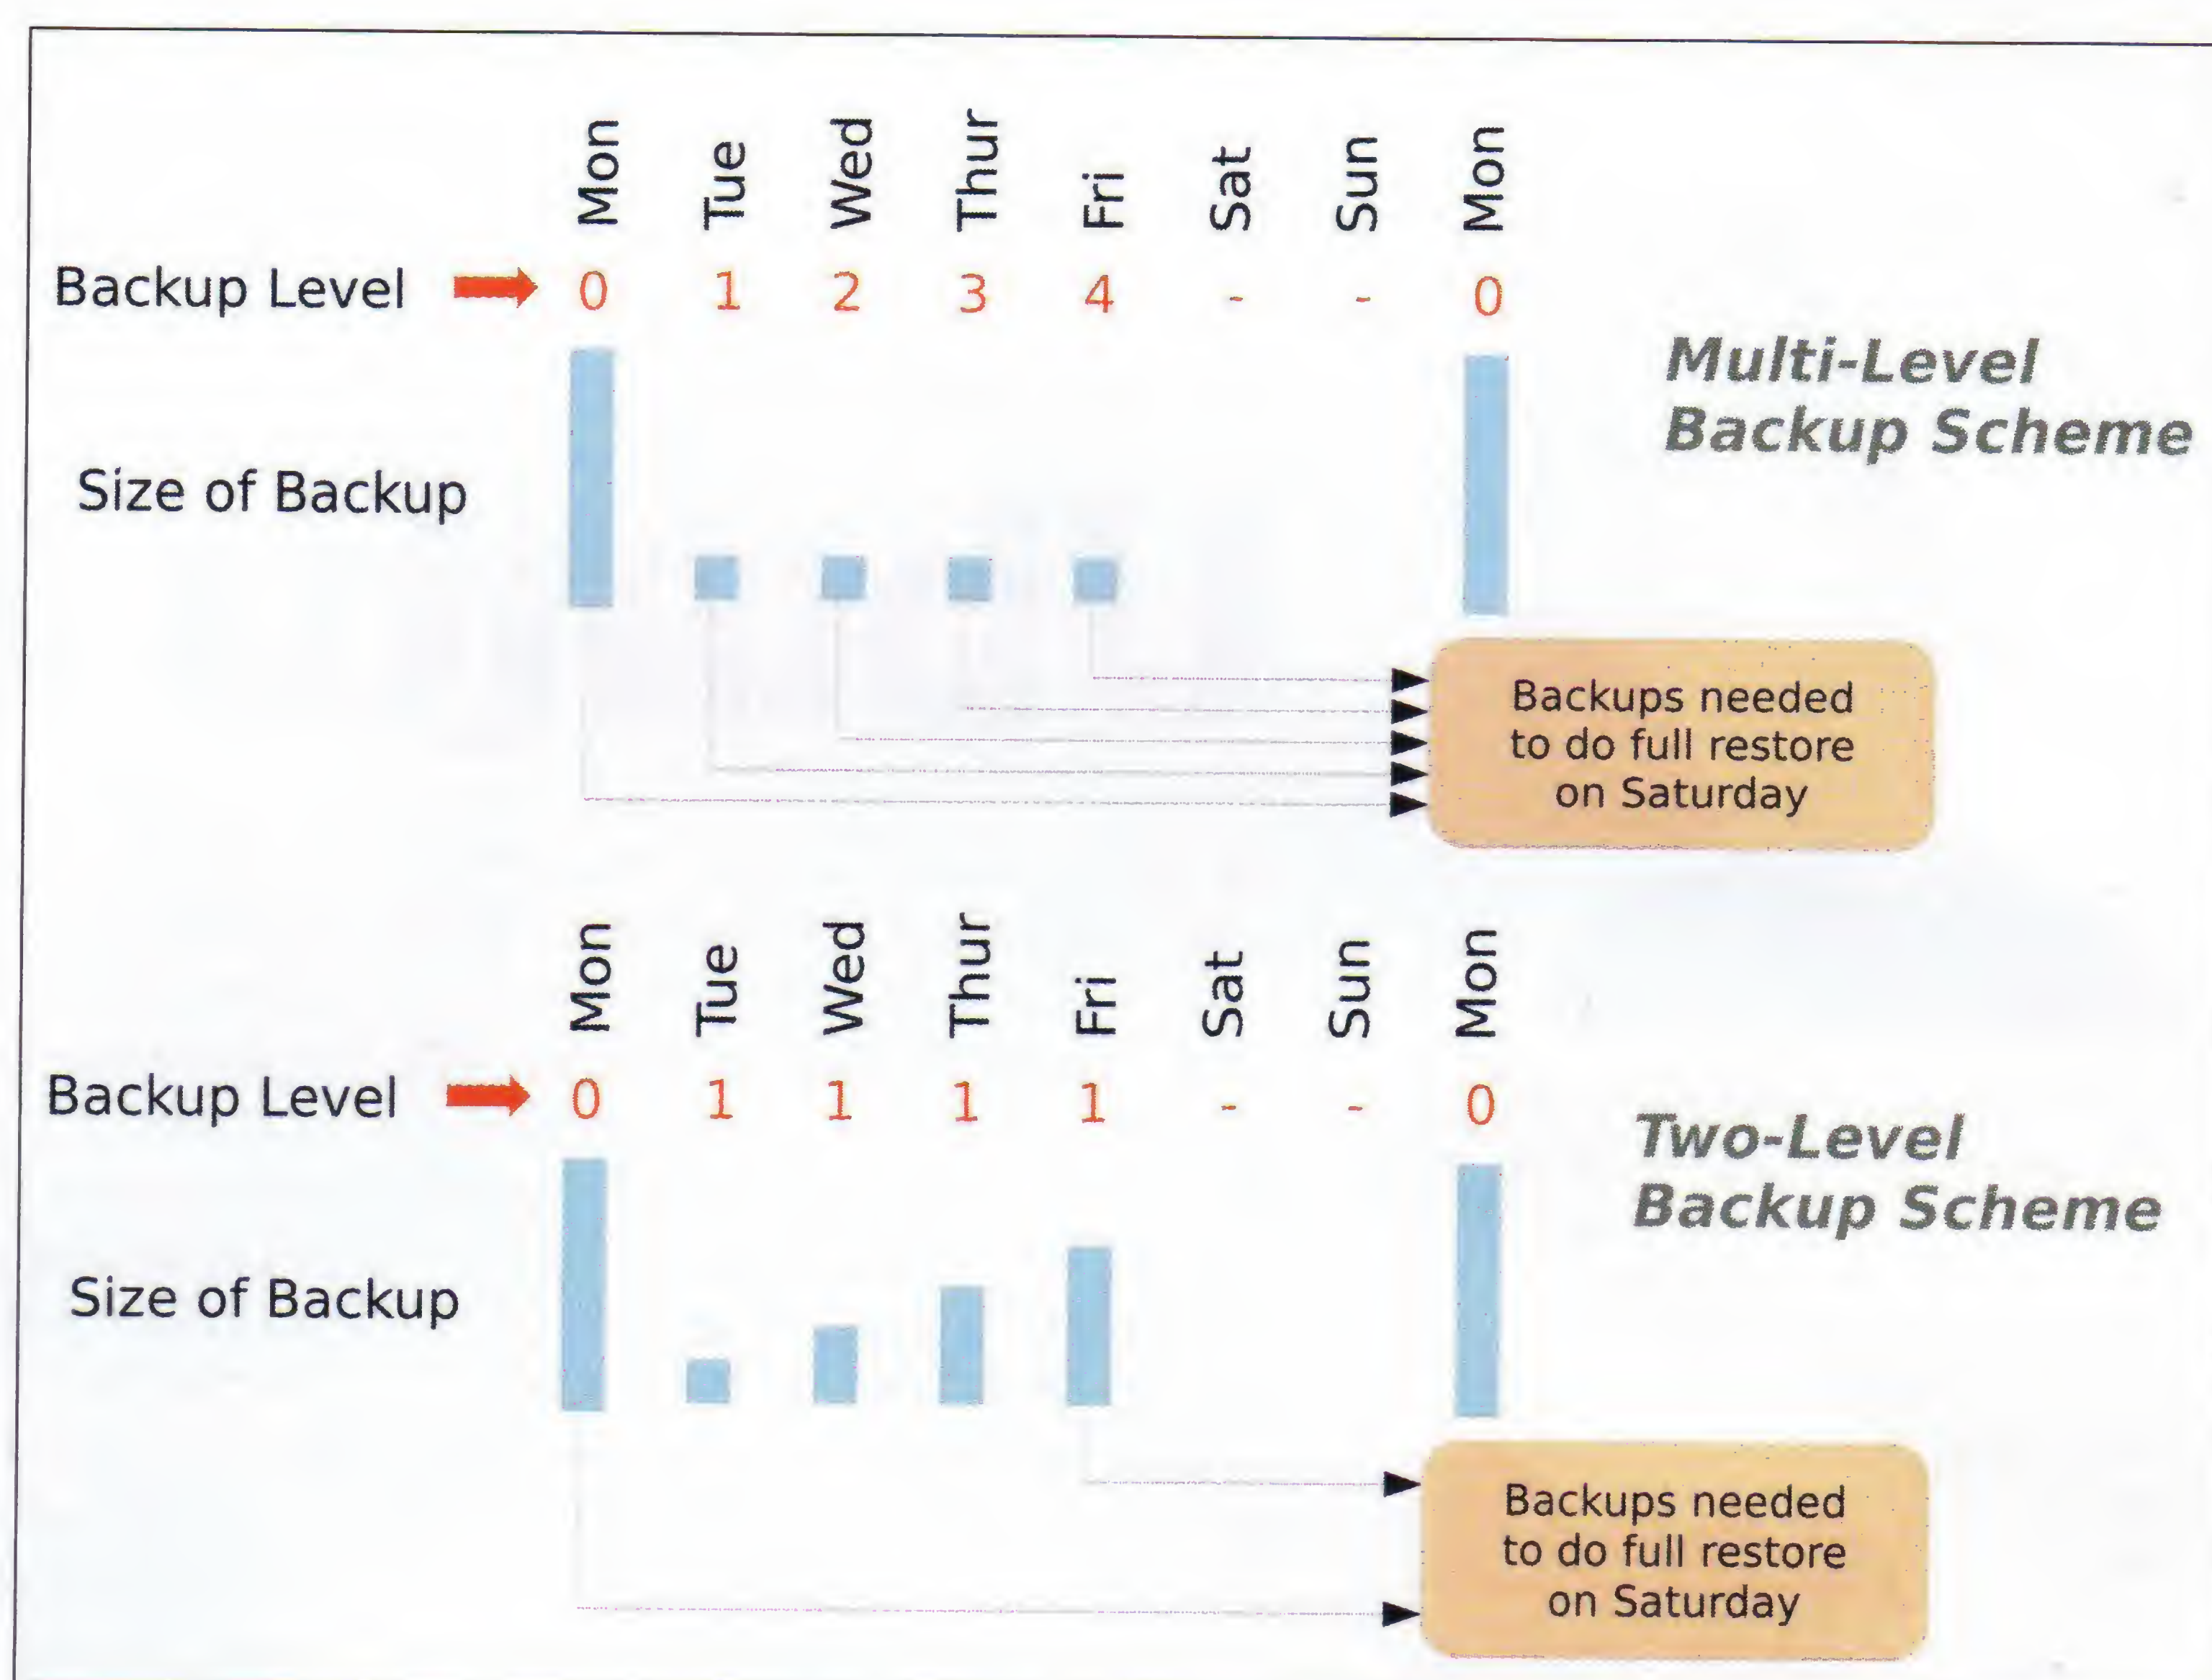 Mon Tue Wed Thur Fri Sat Sun Mon
Backup Level 0 1 2 3 4 - - 0
Multi-Level
Backup Scheme
Size of Backup
Backups needed
to do full restore
on Saturday
Mon Tue Wed Thur Fri Sat Sun Mon
Backup Level 0 1 1 1 1 - - 0
Two-Level
Backup Scheme
Size of Backup
Backups needed
to do full restore
on Saturday